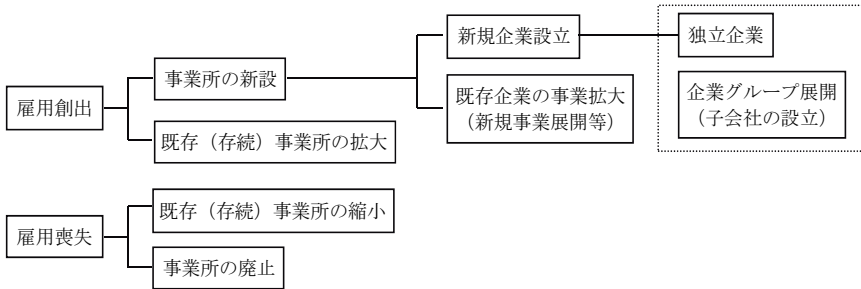 雇用創出
事業所の新設
既存（存続）事業所の拡大
新規企業設立
既存企業の事業拡大
（新規事業展開等）
独立企業
企業グループ展開
（子会社の設立）
雇用喪失
既存（存続）事業所の縮小
事業所の廃止